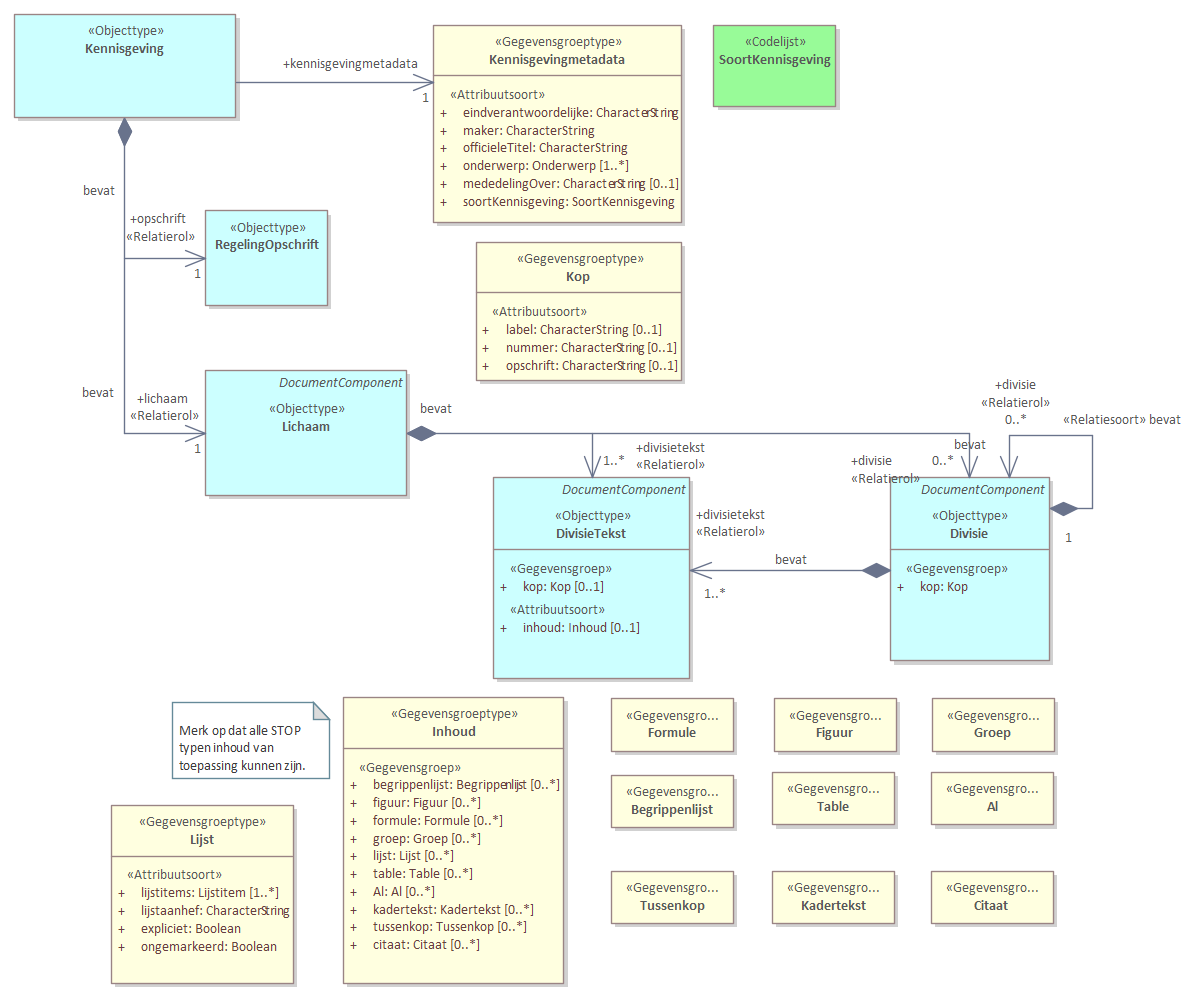 «Objecttype»
Kennisgeving
+kennisgevingmetadata
1
«Gegevensgroeptype»
Kennisgevingmetadata
«Attribuutsoort»
+ eindverantwoordelijke: CharacterString
+ maker: CharacterString
+ officieleTitel: CharacterString
+ onderwerp: Onderwerp [1..*]
+ mededelingOver: CharacterString [0..1]
+ soortKennisgeving: SoortKennisgeving
«Codelijst»
SoortKennisgeving
bevat
+opschrift
«Relatierol»
1
«Objecttype»
RegelingOpschrift
«Gegevensgroeptype»
Kop
«Attribuutsoort»
+ label: CharacterString [0..1]
+ nummer: CharacterString [0..1]
+ opschrift: CharacterString [0..1]
bevat
+lichaam
«Relatierol»
1
DocumentComponent
«Objecttype»
Lichaam
bevat
1..*
+divisietekst
«Relatierol»
+divisie
«Relatierol»
0..*
bevat
+divisie
«Relatierol»
0..*
«Relatiesoort» bevat
1
DocumentComponent
«Objecttype»
DivisieTekst
«Gegevensgroep»
+ kop: Kop [0..1]
«Attribuutsoort»
+ inhoud: Inhoud [0..1]
+divisietekst
«Relatierol»
bevat
1..*
DocumentComponent
«Objecttype»
Divisie
«Gegevensgroep»
+ kop: Kop
Merk op dat alle STOP
typen inhoud van
toepassing kunnen zijn.
«Gegevensgroeptype»
Lijst
«Attribuutsoort»
+ lijstitems: Lijstitem [1..*]
+ lijstaanhef: CharacterString
+ expliciet: Boolean
+ ongemarkeerd: Boolean
«Gegevensgroeptype»
Inhoud
«Gegevensgroep»
+ begrippenlijst: Begrippenlijst [0..*]
+ figuur: Figuur [0..*]
+ formule: Formule [0..*]
+ groep: Groep [0..*]
+ lijst: Lijst [0..*]
+ table: Table [0..*]
+ Al: Al [0..*]
+ kadertekst: Kadertekst [0..*]
+ tussenkop: Tussenkop [0..*]
+ citaat: Citaat [0..*]
«Gegevensgro...
Formule
«Gegevensgro...
Figuur
«Gegevensgro...
Groep
«Gegevensgro...
Begrippenlijst
«Gegevensgro...
Table
«Gegevensgro...
Al
«Gegevensgro...
Tussenkop
«Gegevensgro...
Kadertekst
«Gegevensgro...
Citaat